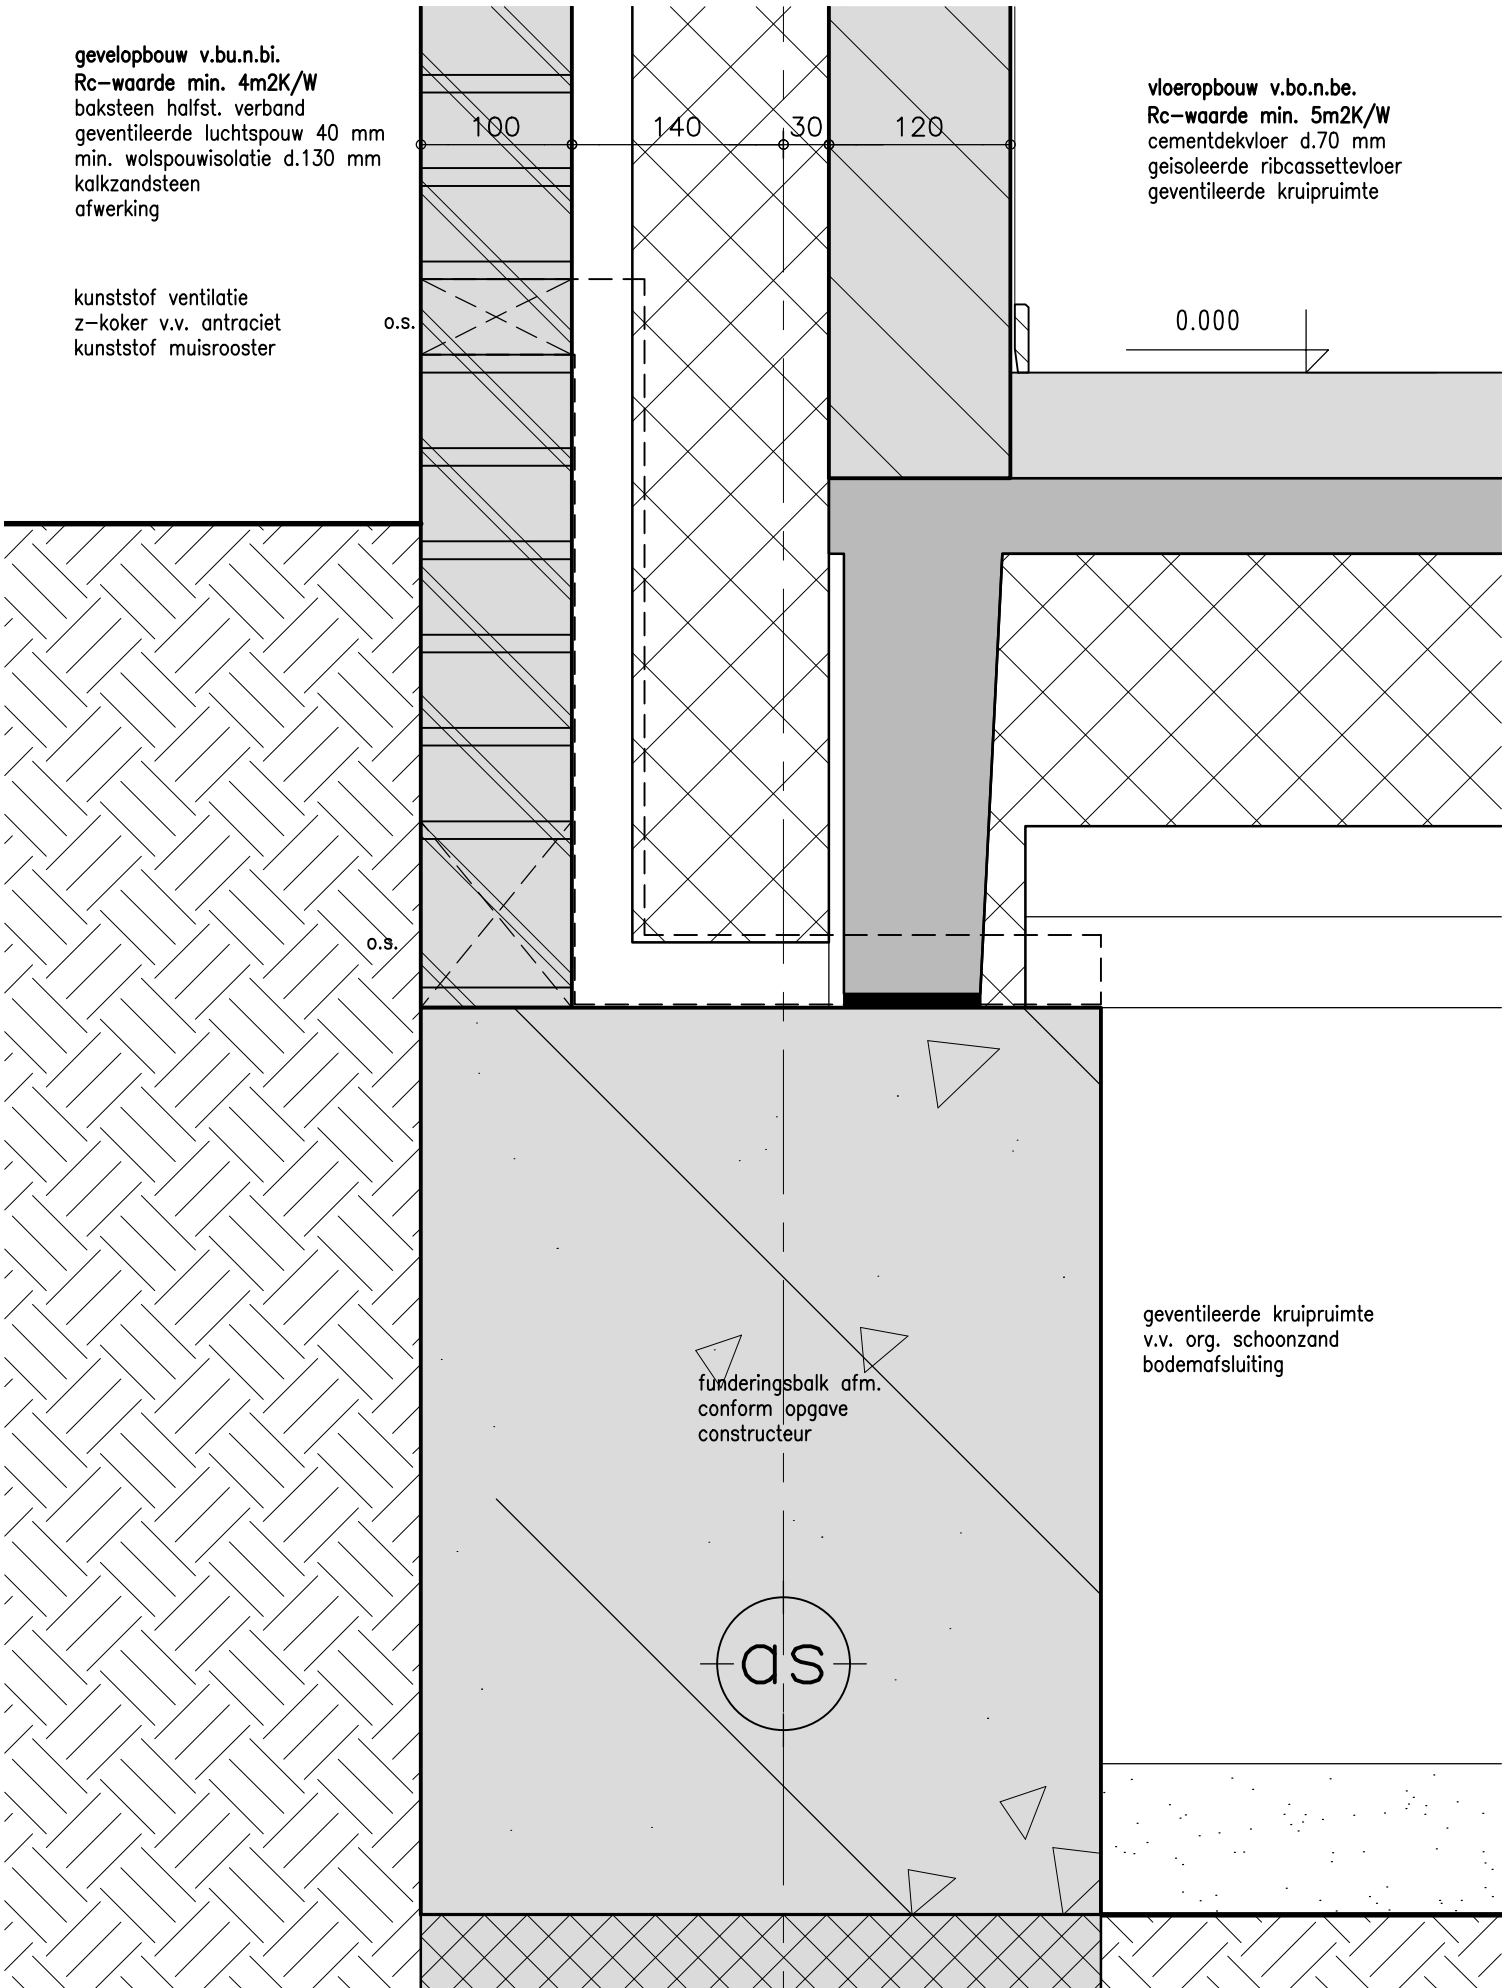 gevelopbouw v.bu.n.bi.
Rc-waarde min. 4m2K/W
baksteen halfst. verband
geventileerde luchtspouw 40 mm
min. wolspouwisolatie d.130 mm
kalkzandsteen
afwerking
100
140
30
120
vloeropbouw v.bo.n.be.
Rc-waarde min. 5m2K/W
cementdekvloer d.70 mm
geisoleerde ribcassettevloer
geventileerde kruipruimte
kunststof ventilatie
z-koker v.v. antraciet
kunststof muisrooster
o.s.
0.000
o.s.
geventileerde kruipruimte
v.v. org. schoonzand
bodemafsluiting
funderingsbalk afm.
conform opgave
constructeur
as